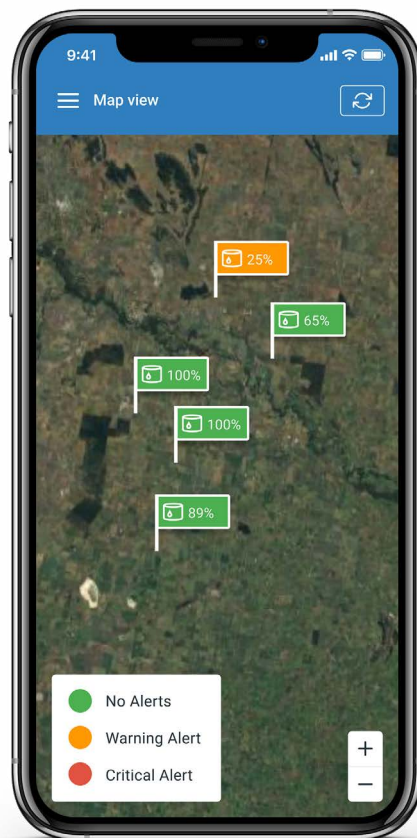 9:41
Map view
25%
65%
100%
100%
89%
No Alerts
Warning Alert
Critical Alert
+
−